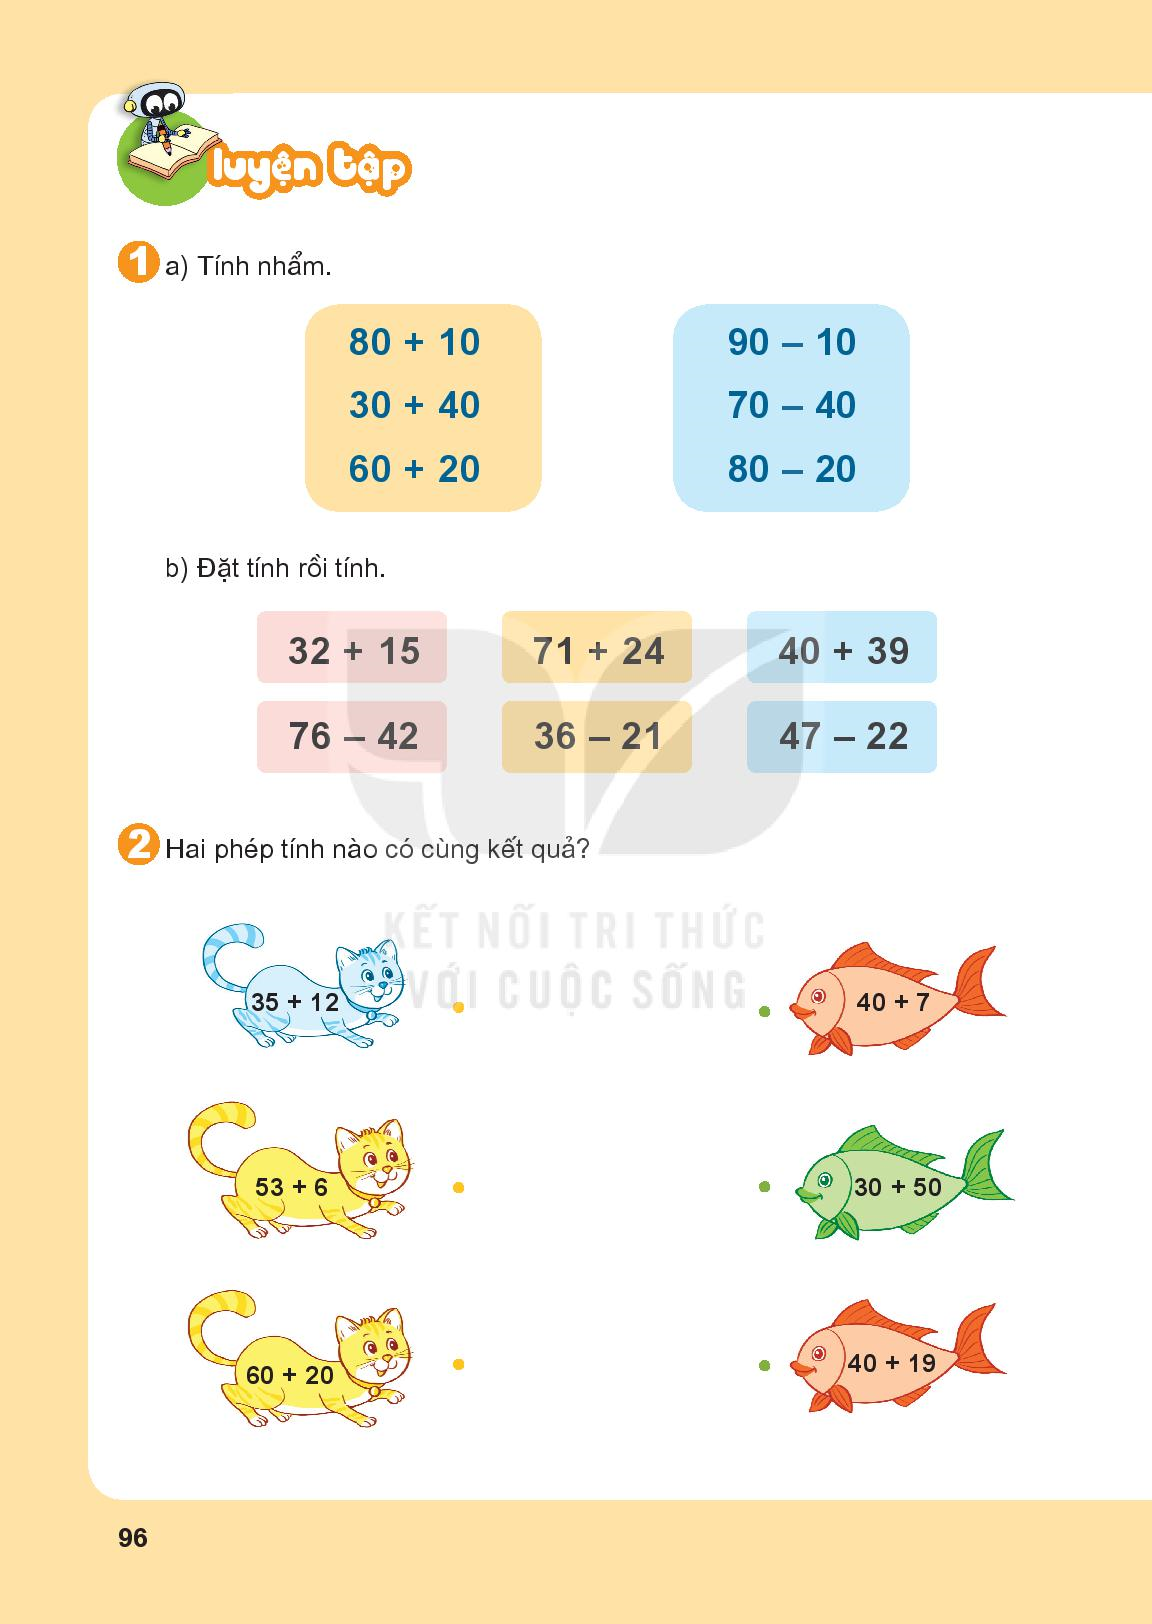 luyện tập
1 a) Tính nhẩm.
80 + 10
30 + 40
60 + 20
90 – 10
70 – 40
80 – 20
b) Đặt tính rồi tính.
32 + 15 71 + 24 40 + 39
76 – 42 36 – 21 47 – 22
2 Hai phép tính nào có cùng kết quả?
KẾT NỐI TRI THỨC
VỚI CUỘC SỐNG
35 + 12 40 + 7
53 + 6 30 + 50
60 + 20 40 + 19
96